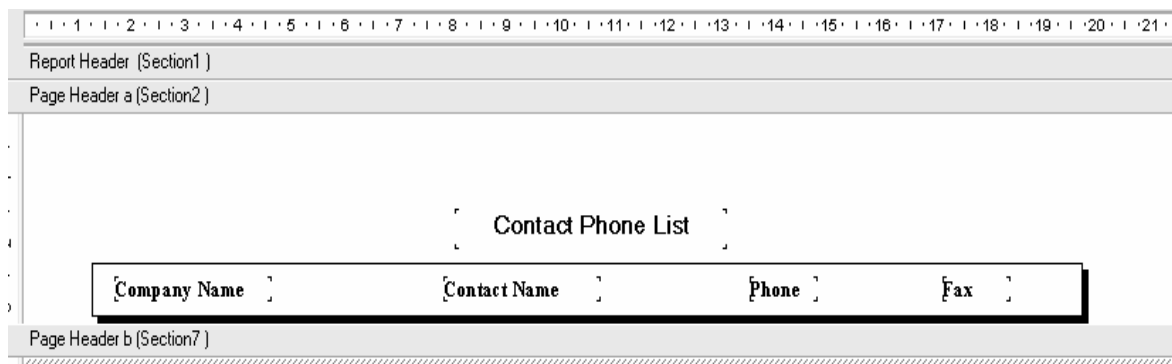 1 2 3 4 5 6 7 8 9 10 11 12 13 14 15 16 17 18 19 20 21
Report Header (Section1 )
Page Header a (Section2 )
Contact Phone List
Company Name Contact Name Phone Fax
Page Header b (Section7 )